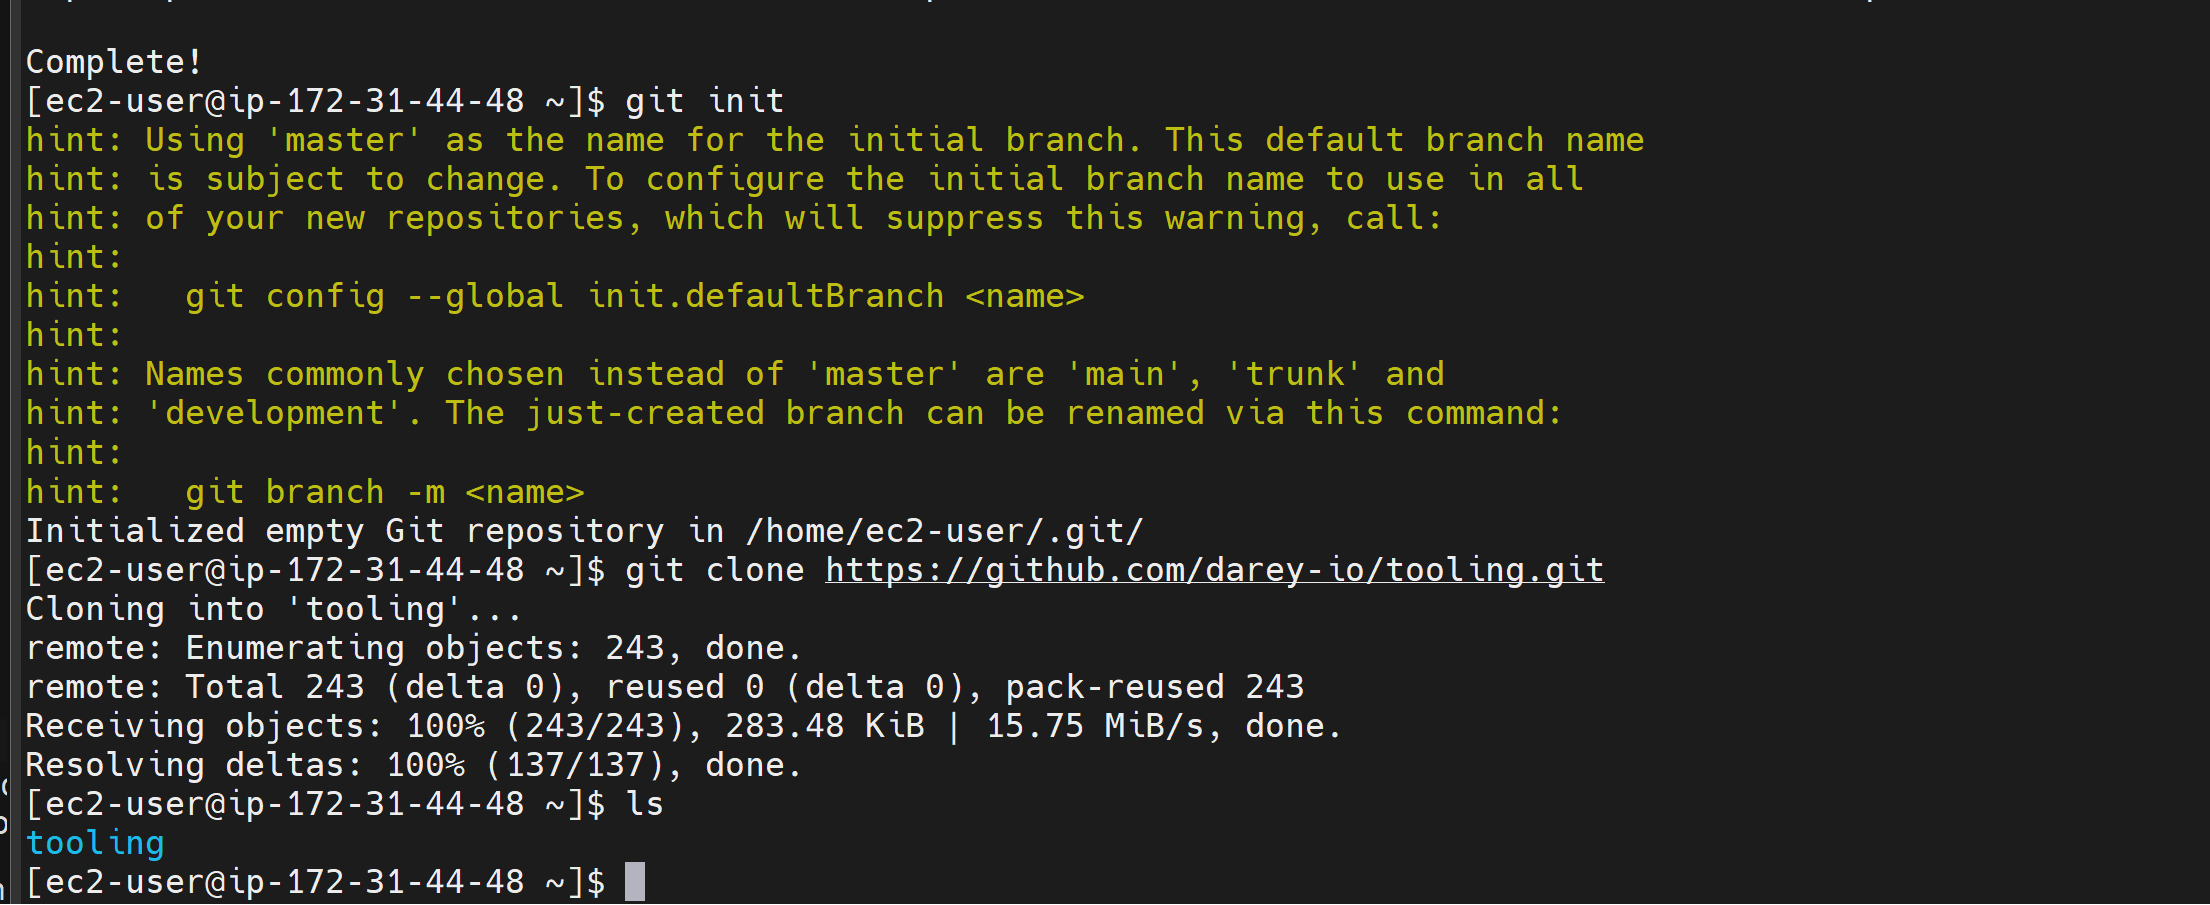 Complete!
[ec2-user@ip-172-31-44-48 ~]$ git init
hint: Using 'master' as the name for the initial branch. This default branch name
hint: is subject to change. To configure the initial branch name to use in all
hint: of your new repositories, which will suppress this warning, call:
hint:
hint:   git config --global init.defaultBranch <name>
hint:
hint: Names commonly chosen instead of 'master' are 'main', 'trunk' and
hint: 'development'. The just-created branch can be renamed via this command:
hint:
hint:   git branch -m <name>
Initialized empty Git repository in /home/ec2-user/.git/
[ec2-user@ip-172-31-44-48 ~]$ git clone https://github.com/darey-io/tooling.git
Cloning into 'tooling'...
remote: Enumerating objects: 243, done.
remote: Total 243 (delta 0), reused 0 (delta 0), pack-reused 243
Receiving objects: 100% (243/243), 283.48 KiB | 15.75 MiB/s, done.
Resolving deltas: 100% (137/137), done.
[ec2-user@ip-172-31-44-48 ~]$ ls
tooling
[ec2-user@ip-172-31-44-48 ~]$